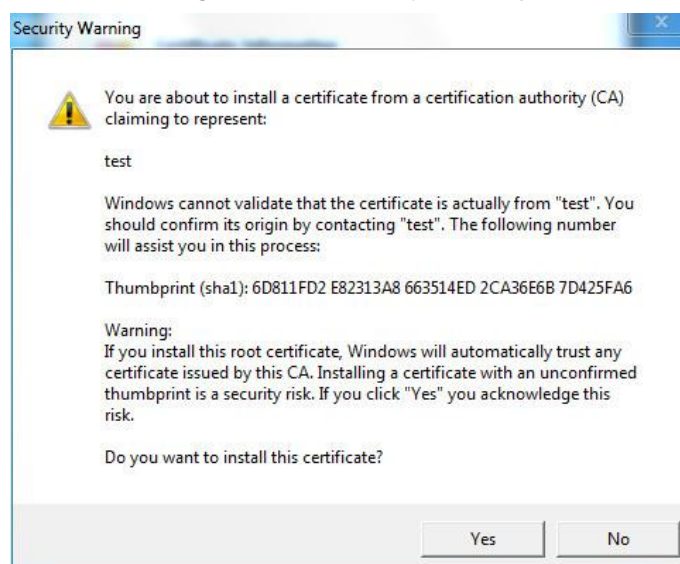 Security Warning
You are about to install a certificate from a certification authority (CA)
claiming to represent:
test
Windows cannot validate that the certificate is actually from "test". You
should confirm its origin by contacting "test". The following number
will assist you in this process:
Thumbprint (sha1): 6D811FD2 E82313A8 663514ED 2CA36E6B 7D425FA6
Warning:
If you install this root certificate, Windows will automatically trust any
certificate issued by this CA. Installing a certificate with an unconfirmed
thumbprint is a security risk. If you click "Yes" you acknowledge this
risk.
Do you want to install this certificate?
Yes No